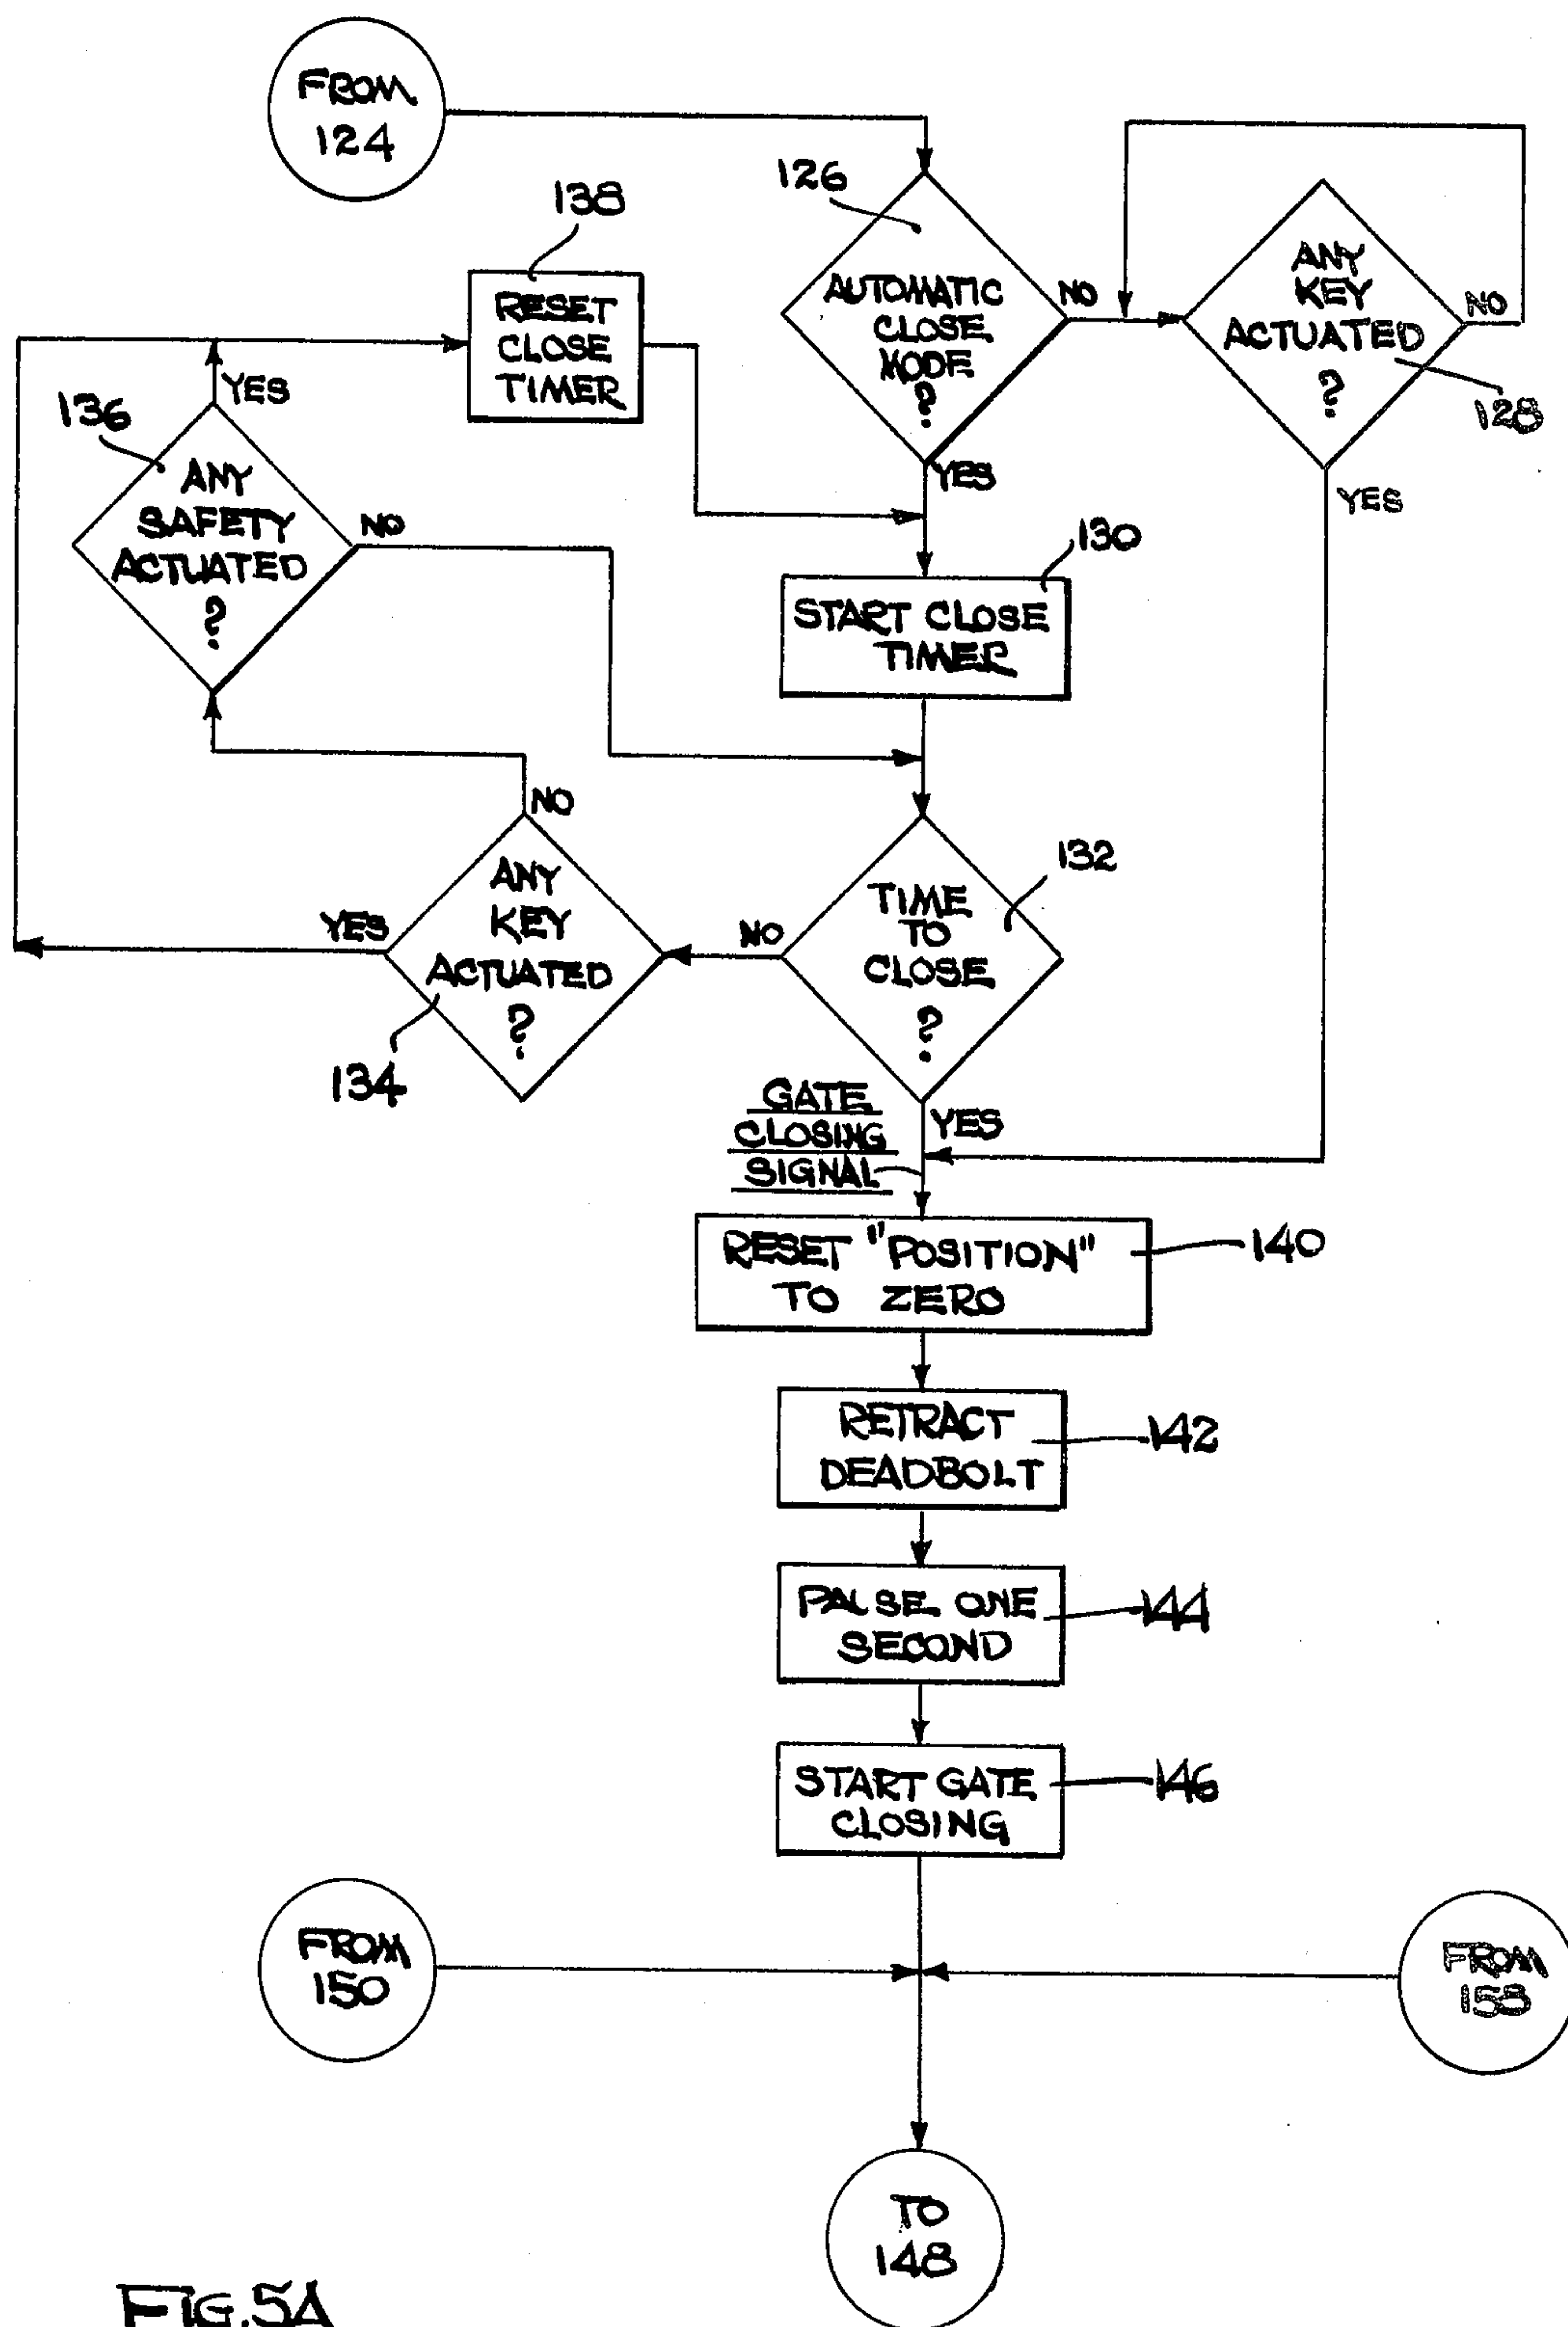 FROM
124
126
AUTOMATIC
CLOSE
MODE
?
NO
YES
ANY
KEY
ACTUATED
?
NO
128
YES
138
RESET
CLOSE
TIMER
136
YES
ANY
SAFETY
ACTUATED
?
NO
130
START CLOSE
TIMER
132
TIME
TO
CLOSE
?
NO
YES
NO
ANY
KEY
ACTUATED
?
YES
134
GATE
CLOSING
SIGNAL
RESET "POSITION"
TO ZERO
140
RETRACT
DEADBOLT
142
PAUSE ONE
SECOND
144
START GATE
CLOSING
146
FROM
150
FROM
158
TO
148
FIG.5A